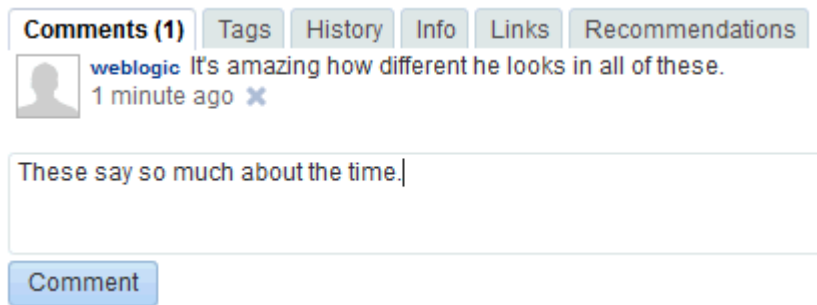 Comments (1) Tags History Info Links Recommendations
weblogic It's amazing how different he looks in all of these.
1 minute ago
These say so much about the time.
Comment